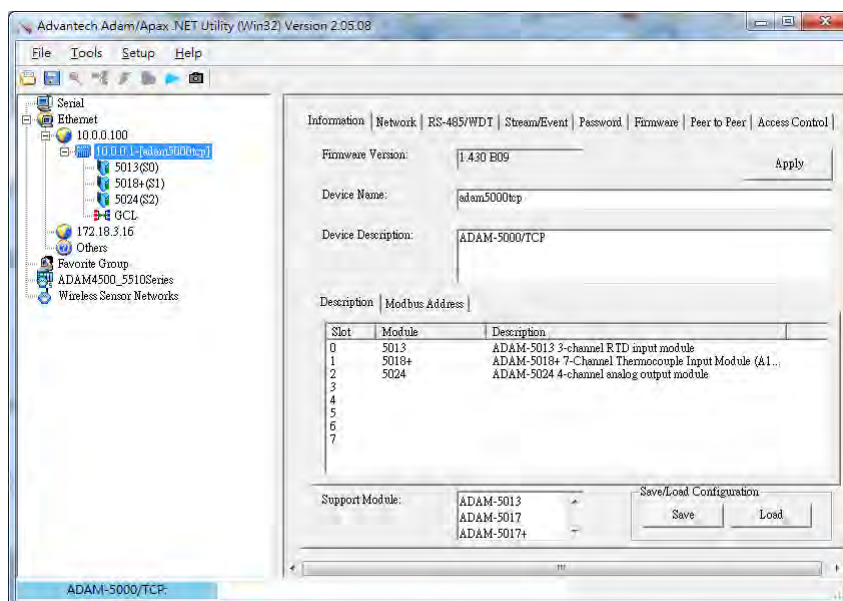 Advantech Adam/Apax .NET Utility (Win32) Version 2.05.08
File Tools Setup Help
Serial
Ethernet
10.0.0.100
10.0.0.1-[adam5000tcp]
5013(S0)
5018+(S1)
5024(S2)
GCL
172.18.3.16
Others
Favorite Group
ADAM4500_5510Series
Wireless Sensor Networks
Information Network RS-485/WDT Stream/Event Password Firmware Peer to Peer Access Control
Firmware Version: 1.430 B09 Apply
Device Name: adam5000tcp
Device Description: ADAM-5000/TCP
Description Modbus Address
Slot Module Description
0 5013 ADAM-5013 3-channel RTD input module
1 5018+ ADAM-5018+ 7-Channel Thermocouple Input Module (A1...
2 5024 ADAM-5024 4-channel analog output module
3
4
5
6
7
Support Module:
ADAM-5013
ADAM-5017
ADAM-5017+
Save/Load Configuration
Save Load
ADAM-5000/TCP: